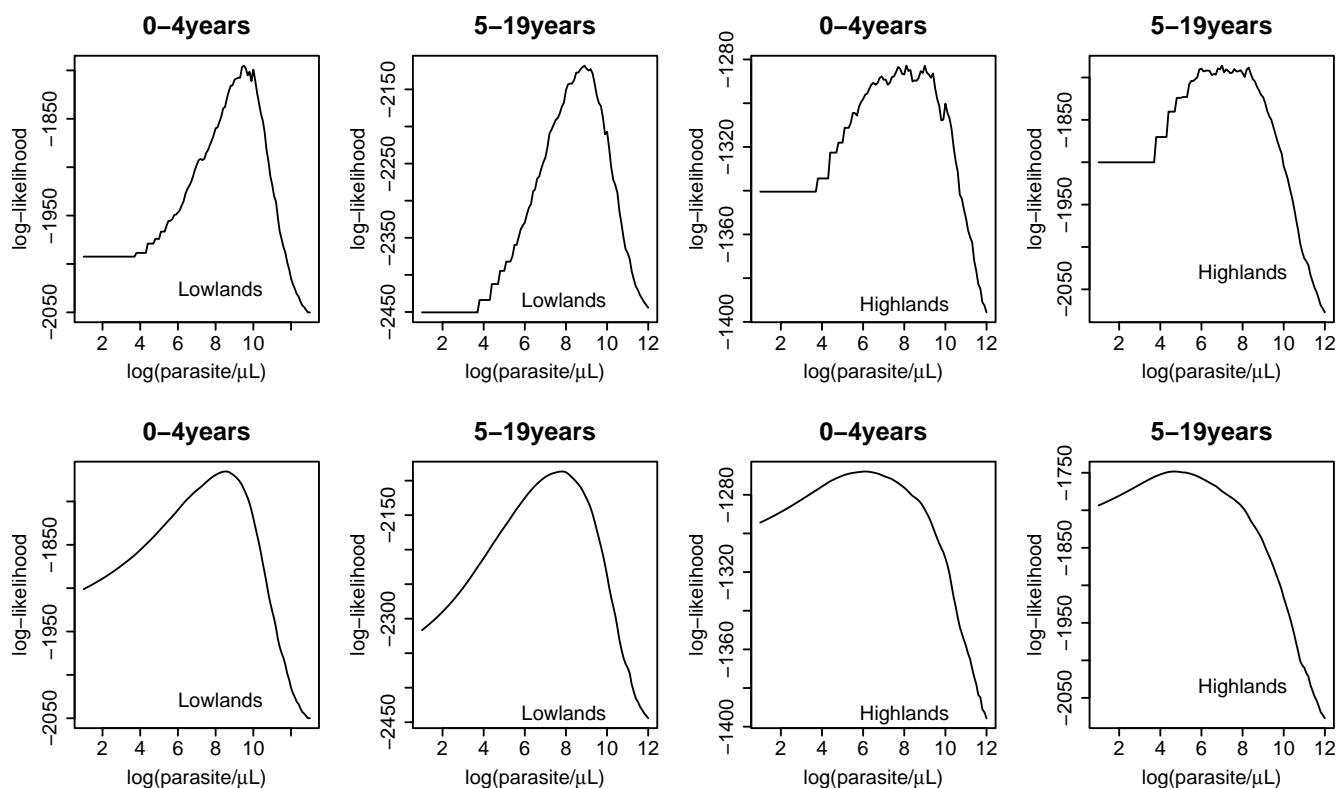 0−4years
log−likelihood
−2050 −1950 −1850
Lowlands
2 4 6 8 10
log(parasite/μL)
5−19years
log−likelihood
−2450 −2350 −2250 −2150
Lowlands
2 4 6 8 10 12
log(parasite/μL)
0−4years
log−likelihood
−1400 −1360 −1320 −1280
Highlands
2 4 6 8 10 12
log(parasite/μL)
5−19years
log−likelihood
−2050 −1950 −1850
Highlands
2 4 6 8 10 12
log(parasite/μL)
0−4years
log−likelihood
−2050 −1950 −1850
Lowlands
2 4 6 8 10
log(parasite/μL)
5−19years
log−likelihood
−2450 −2300 −2150
Lowlands
2 4 6 8 10 12
log(parasite/μL)
0−4years
log−likelihood
−1400 −1360 −1320 −1280
Highlands
2 4 6 8 10 12
log(parasite/μL)
5−19years
log−likelihood
−2050 −1950 −1850 −1750
Highlands
2 4 6 8 10 12
log(parasite/μL)